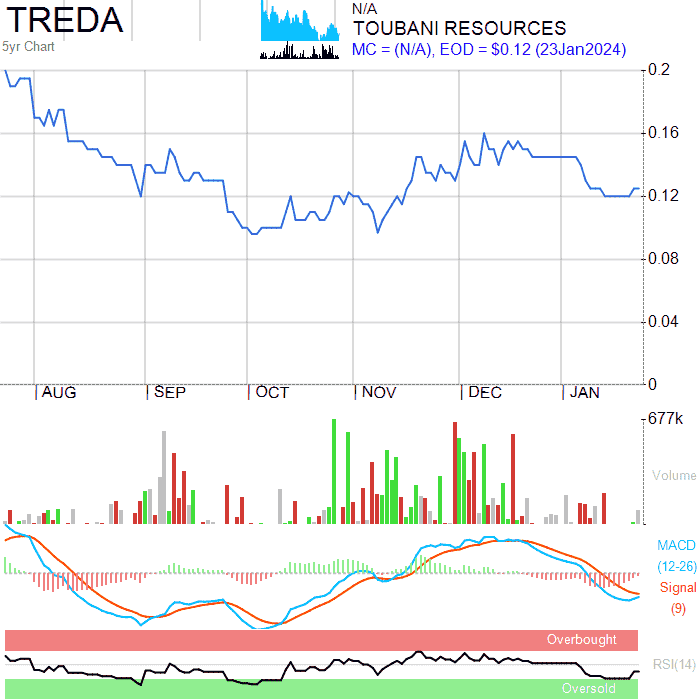 TREDA
5yr Chart
N/A
TOUBANI RESOURCES
MC = (N/A), EOD = $0.12 (23Jan2024)
0.2
0.16
0.12
0.08
0.04
0
AUG SEP OCT NOV DEC JAN
677k
Volume
MACD
(12-26)
Signal
(9)
Overbought
RSI(14)
Oversold